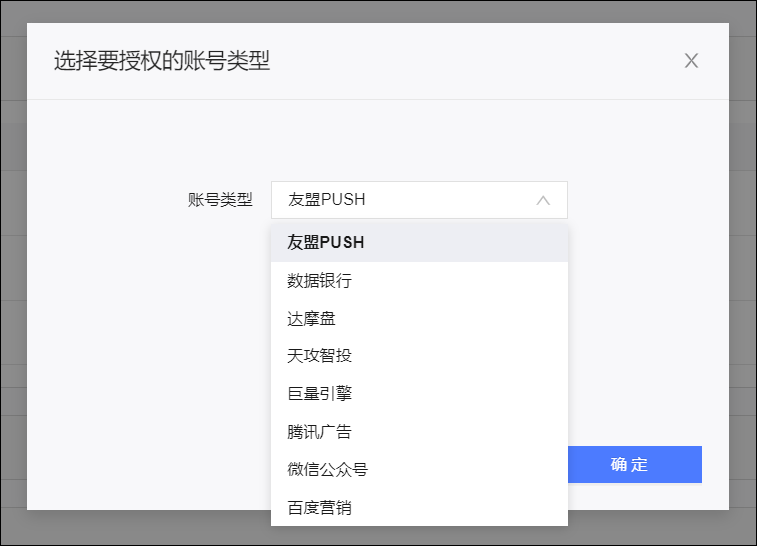 选择要授权的账号类型
账号类型 友盟PUSH
友盟PUSH
数据银行
达摩盘
天攻智投
巨量引擎
腾讯广告
微信公众号
百度营销
确定